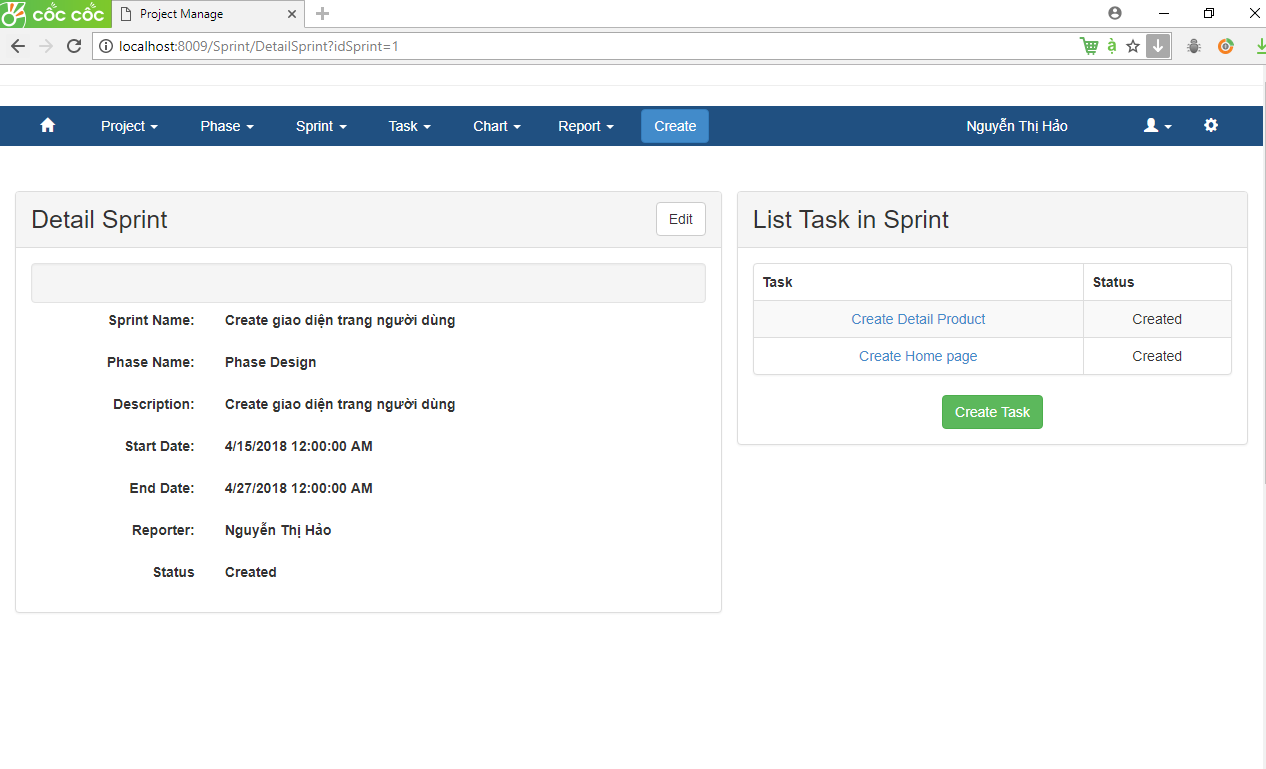 cốc cốc
Project Manage
localhost:8009/Sprint/DetailSprint?idSprint=1
à
Project Phase Sprint Task Chart Report Create Nguyễn Thị Hảo
Detail Sprint
Edit
Sprint Name: Create giao diện trang người dùng
Phase Name: Phase Design
Description: Create giao diện trang người dùng
Start Date: 4/15/2018 12:00:00 AM
End Date: 4/27/2018 12:00:00 AM
Reporter: Nguyễn Thị Hảo
Status Created
List Task in Sprint
Task Status
Create Detail Product Created
Create Home page Created
Create Task